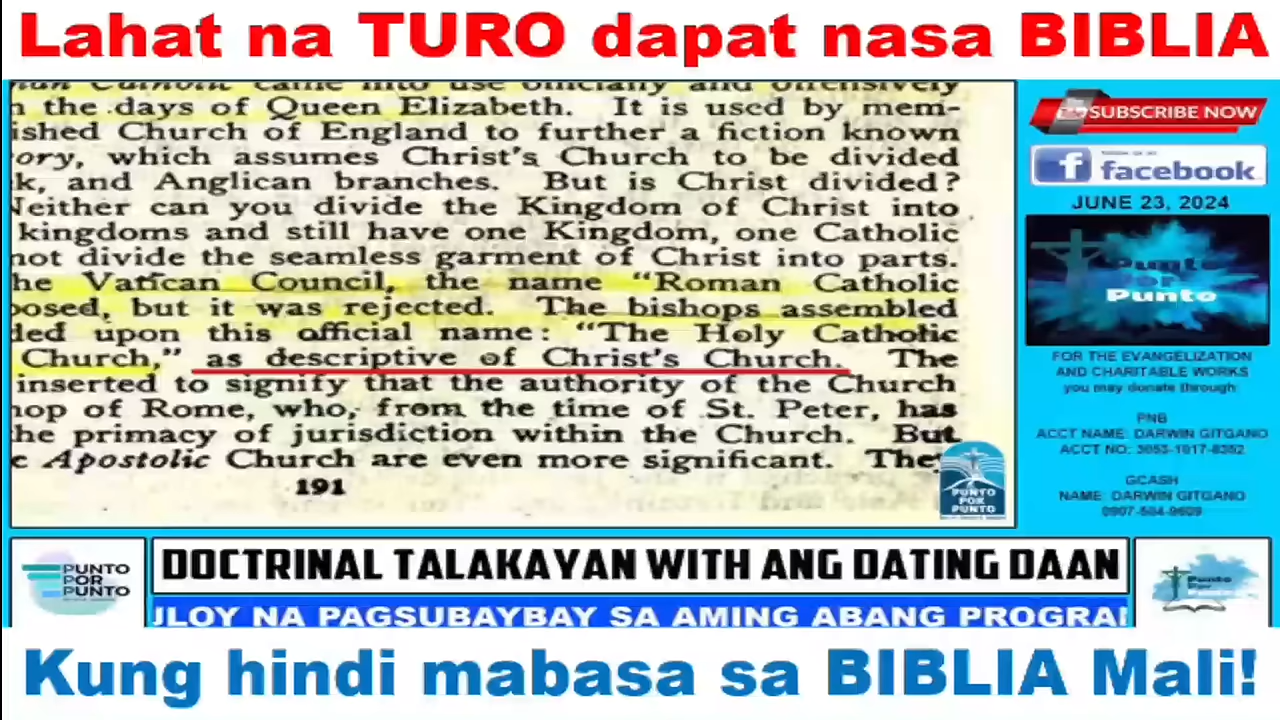 Lahat na TURO dapat nasa BIBLIA
Catholic came into use officially and offensively
the days of Queen Elizabeth. It is used by mem-
ished Church of England to further a fiction known
ory, which assumes Christ's Church to be divided
k, and Anglican branches. But is Christ divided?
Neither can you divide the Kingdom of Christ into
kingdoms and still have one Kingdom, one Catholic
not divide the seamless garment of Christ into parts.
he Vatican Council, the name "Roman Catholic
posed, but it was rejected. The bishops assembled
ded upon this official name: "The Holy Catholic
Church," as descriptive of Christ's Church. The
inserted to signify that the authority of the Church
hop of Rome, who, from the time of St. Peter, has
he primacy of jurisdiction within the Church. But
e Apostolic Church are even more significant. They
191
PUNTO
POR
PUNTO
SUBSCRIBE NOW
facebook
JUNE 23, 2024
Punto
Por
Punto
FOR THE EVANGELIZATION
AND CHARITABLE WORKS
you may donate through
PNB
ACCT NAME: DARWIN GITGANO
ACCT NO:
GCASH
NAME: DARWIN GITGANO
PUNTO
POR
PUNTO
DOCTRINAL TALAKAYAN WITH ANG DATING DAAN
ULOY NA PAGSUBAYBAY SA AMING ABANG PROGRA
Punto
Kung hindi mabasa sa BIBLIA Mali!